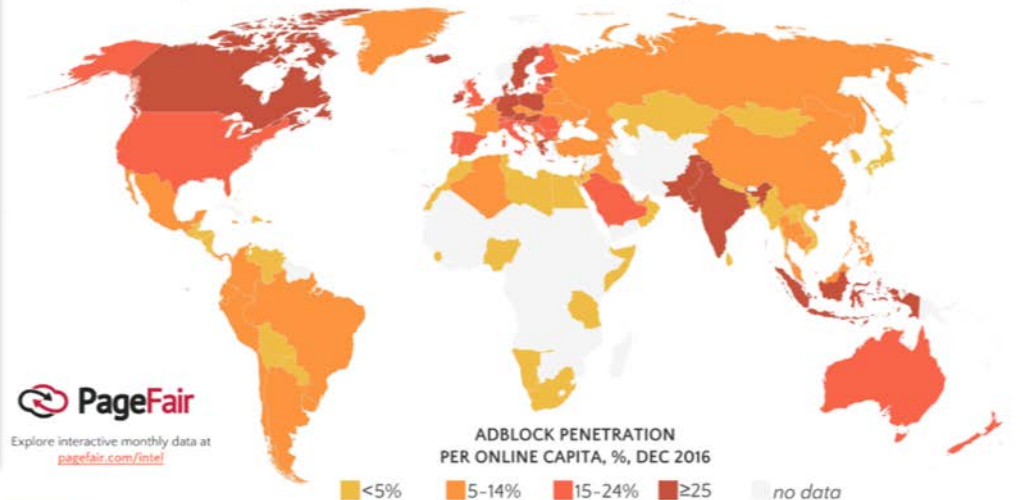 PageFair
Explore interactive monthly data at
pagefair.com/intel
ADBLOCK PENETRATION
PER ONLINE CAPITA, %, DEC 2016
<5% 5-14% 15-24% ≥25 no data